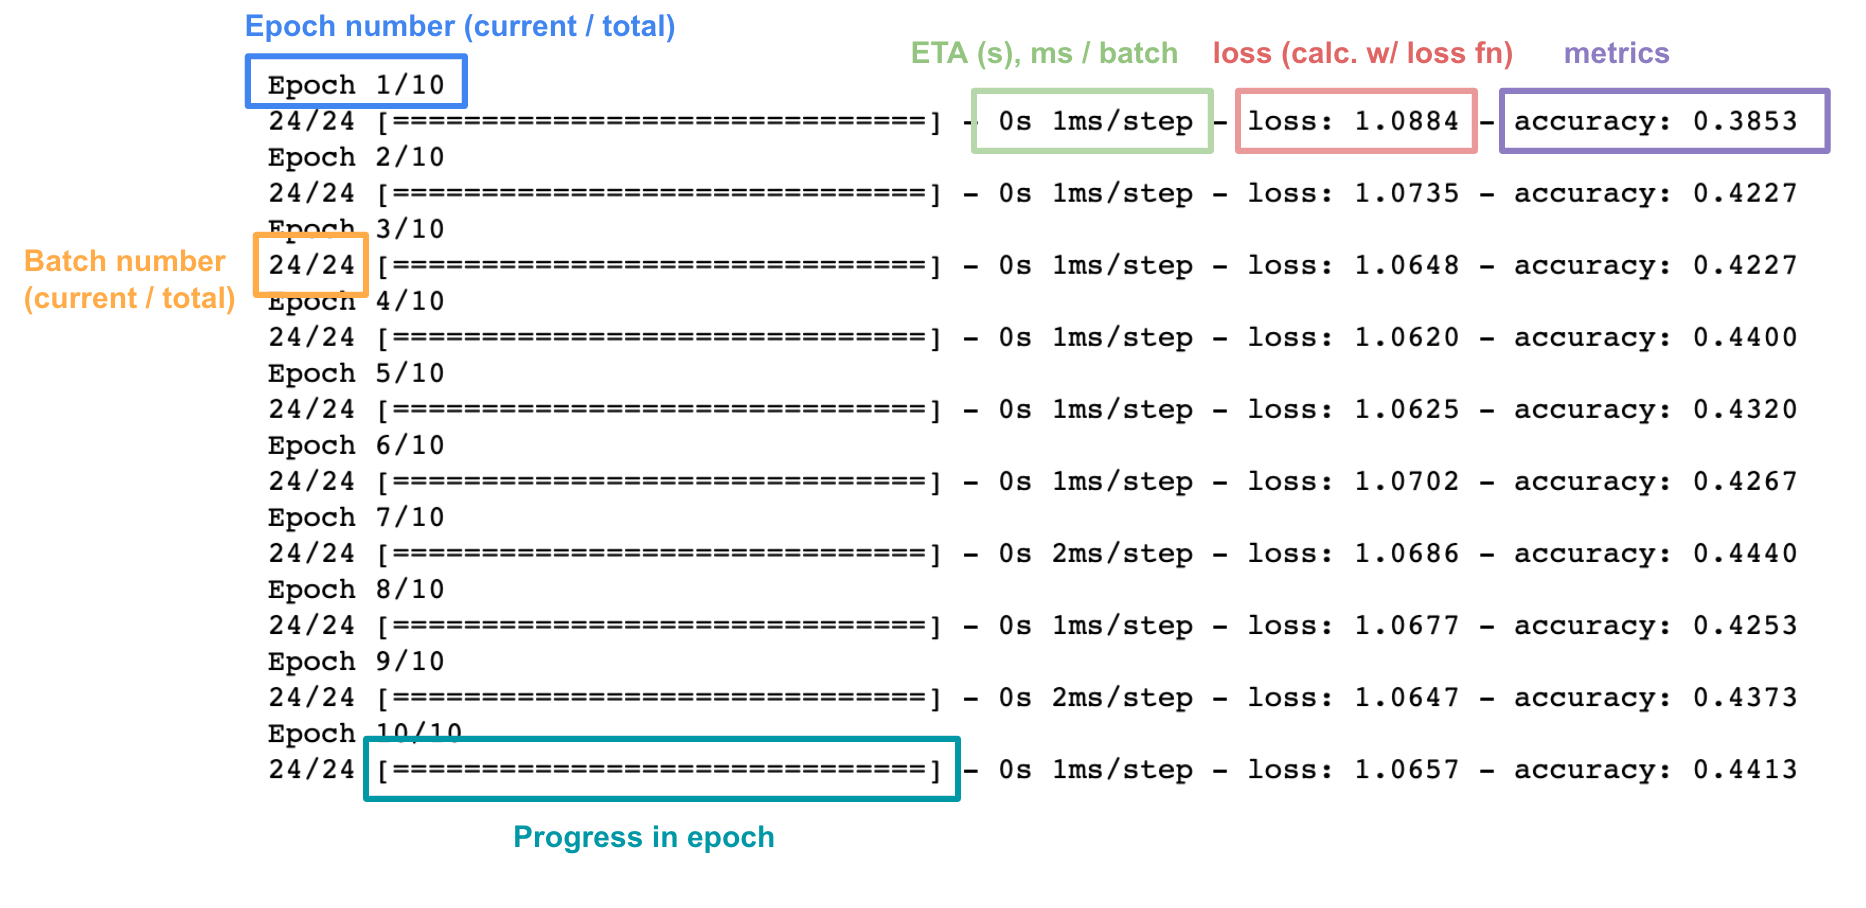 Epoch number (current / total)
ETA (s), ms / batch loss (calc. w/ loss fn) metrics
Epoch 1/10
24/24 [==============================] - 0s 1ms/step - loss: 1.0884 - accuracy: 0.3853
Epoch 2/10
24/24 [==============================] - 0s 1ms/step - loss: 1.0735 - accuracy: 0.4227
Epoch 3/10
Batch number
(current / total)
24/24 [==============================] - 0s 1ms/step - loss: 1.0648 - accuracy: 0.4227
Epoch 4/10
24/24 [==============================] - 0s 1ms/step - loss: 1.0620 - accuracy: 0.4400
Epoch 5/10
24/24 [==============================] - 0s 1ms/step - loss: 1.0625 - accuracy: 0.4320
Epoch 6/10
24/24 [==============================] - 0s 1ms/step - loss: 1.0702 - accuracy: 0.4267
Epoch 7/10
24/24 [==============================] - 0s 2ms/step - loss: 1.0686 - accuracy: 0.4440
Epoch 8/10
24/24 [==============================] - 0s 1ms/step - loss: 1.0677 - accuracy: 0.4253
Epoch 9/10
24/24 [==============================] - 0s 2ms/step - loss: 1.0647 - accuracy: 0.4373
Epoch 10/10
24/24 [==============================] - 0s 1ms/step - loss: 1.0657 - accuracy: 0.4413
Progress in epoch